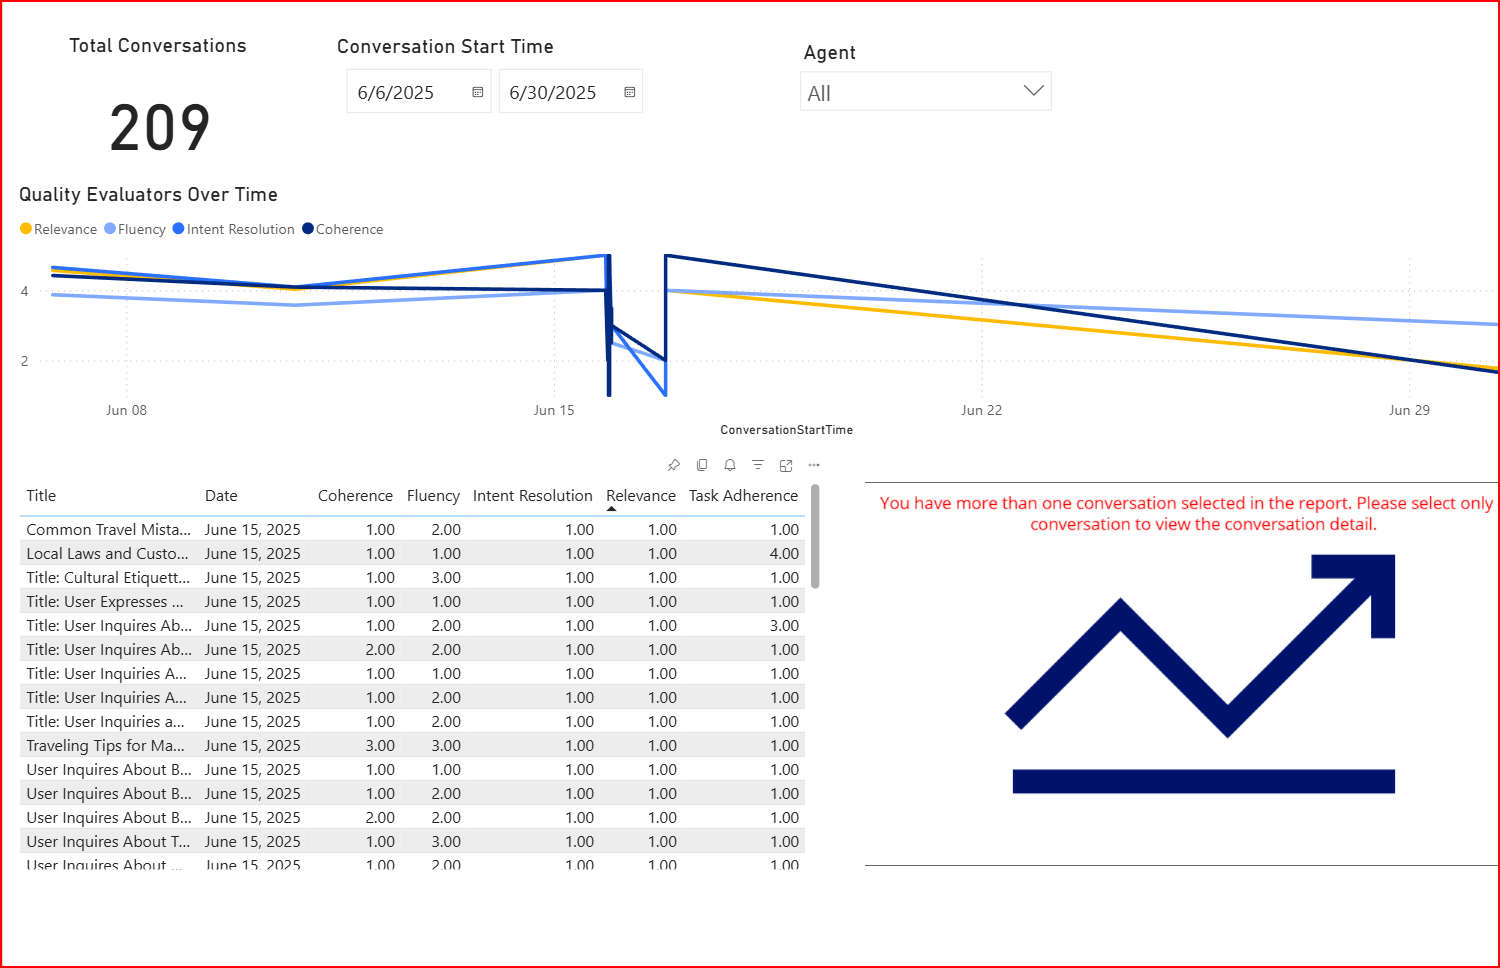 Total Conversations
Conversation Start Time
Agent
6/6/2025
6/30/2025
All
209
Quality Evaluators Over Time
Relevance Fluency Intent Resolution Coherence
4
2
Jun 08 Jun 15 Jun 22 Jun 29
ConversationStartTime
Title Date Coherence Fluency Intent Resolution Relevance Task Adherence
Common Travel Mista... June 15, 2025 1.00 2.00 1.00 1.00 1.00
Local Laws and Custo... June 15, 2025 1.00 1.00 1.00 1.00 4.00
Title: Cultural Etiquett... June 15, 2025 1.00 3.00 1.00 1.00 1.00
Title: User Expresses ... June 15, 2025 1.00 1.00 1.00 1.00 1.00
Title: User Inquires Ab... June 15, 2025 1.00 2.00 1.00 1.00 3.00
Title: User Inquires Ab... June 15, 2025 2.00 2.00 1.00 1.00 1.00
Title: User Inquiries A... June 15, 2025 1.00 1.00 1.00 1.00 1.00
Title: User Inquiries A... June 15, 2025 1.00 2.00 1.00 1.00 1.00
Title: User Inquiries a... June 15, 2025 1.00 2.00 1.00 1.00 1.00
Traveling Tips for Ma... June 15, 2025 3.00 3.00 1.00 1.00 1.00
User Inquires About B... June 15, 2025 1.00 1.00 1.00 1.00 1.00
User Inquires About B... June 15, 2025 1.00 2.00 1.00 1.00 1.00
User Inquires About B... June 15, 2025 2.00 2.00 1.00 1.00 1.00
User Inquires About T... June 15, 2025 1.00 3.00 1.00 1.00 1.00
User Inquires About ... June 15, 2025 1.00 2.00 1.00 1.00 1.00
You have more than one conversation selected in the report. Please select only
conversation to view the conversation detail.